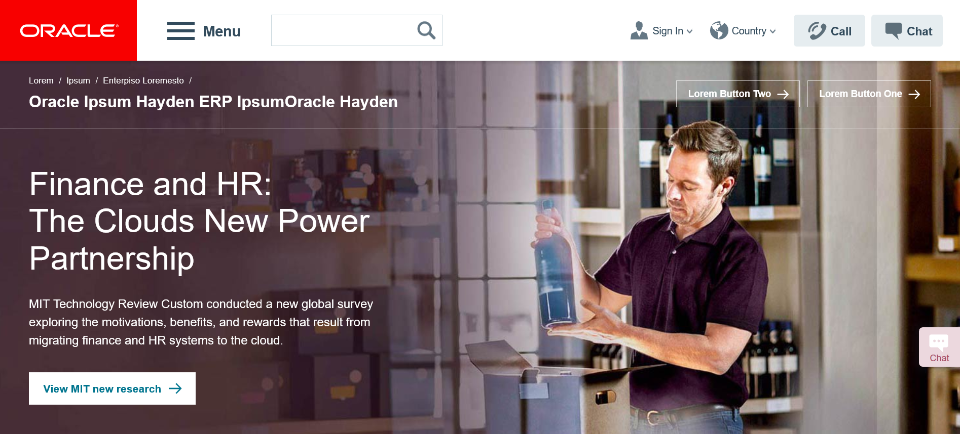 ORACLE
Menu
Sign In
Country
Call
Chat
Lorem / Ipsum / Enterpiso Loremesto /
Oracle Ipsum Hayden ERP IpsumOracle Hayden
Lorem Button Two
Lorem Button One
Finance and HR:
The Clouds New Power
Partnership
MIT Technology Review Custom conducted a new global survey
exploring the motivations, benefits, and rewards that result from
migrating finance and HR systems to the cloud.
Chat
View MIT new research